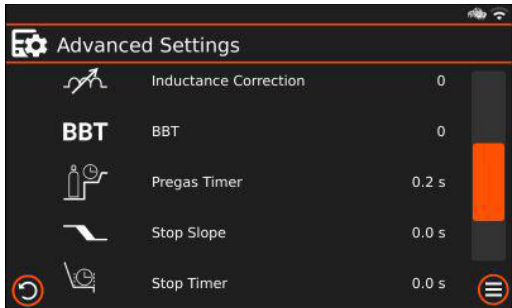 Advanced Settings
Inductance Correction 0
BBT BBT 0
Pregas Timer 0.2 s
Stop Slope 0.0 s
Stop Timer 0.0 s